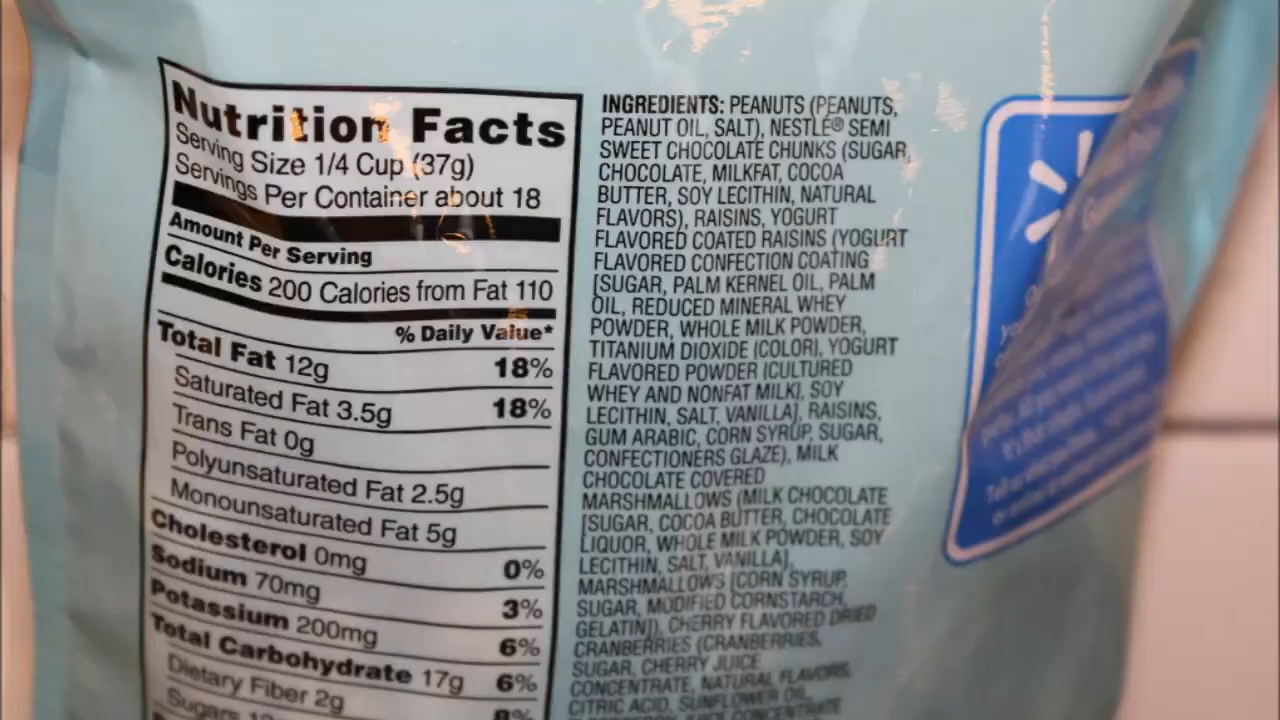 Nutrition Facts
Serving Size 1/4 Cup (37g)
Servings Per Container about 18
Amount Per Serving
Calories 200 Calories from Fat 110
% Daily Value*
Total Fat 12g 18%
Saturated Fat 3.5g 18%
Trans Fat 0g
Polyunsaturated Fat 2.5g
Monounsaturated Fat 5g
Cholesterol 0mg 0%
Sodium 70mg 3%
Potassium 200mg 6%
Total Carbohydrate 17g 6%
Dietary Fiber 2g 8%
Sugars
INGREDIENTS: PEANUTS (PEANUTS,
PEANUT OIL, SALT), NESTLÉ® SEMI
SWEET CHOCOLATE CHUNKS (SUGAR,
CHOCOLATE, MILKFAT, COCOA
BUTTER, SOY LECITHIN, NATURAL
FLAVORS), RAISINS, YOGURT
FLAVORED COATED RAISINS (YOGURT
FLAVORED CONFECTION COATING
[SUGAR, PALM KERNEL OIL, PALM
OIL, REDUCED MINERAL WHEY
POWDER, WHOLE MILK POWDER,
TITANIUM DIOXIDE (COLOR), YOGURT
FLAVORED POWDER (CULTURED
WHEY AND NONFAT MILK), SOY
LECITHIN, SALT, VANILLA], RAISINS,
GUM ARABIC, CORN SYRUP, SUGAR,
CONFECTIONERS GLAZE), MILK
CHOCOLATE COVERED
MARSHMALLOWS (MILK CHOCOLATE
[SUGAR, COCOA BUTTER, CHOCOLATE
LIQUOR, WHOLE MILK POWDER, SOY
LECITHIN, SALT, VANILLA],
MARSHMALLOWS [CORN SYRUP,
SUGAR, MODIFIED CORNSTARCH,
GELATIN]), CHERRY FLAVORED DRIED
CRANBERRIES (CRANBERRIES,
SUGAR, CHERRY JUICE
CONCENTRATE, NATURAL FLAVORS,
CITRIC ACID, SUNFLOWER OIL,
JUICE CONCENTRATE